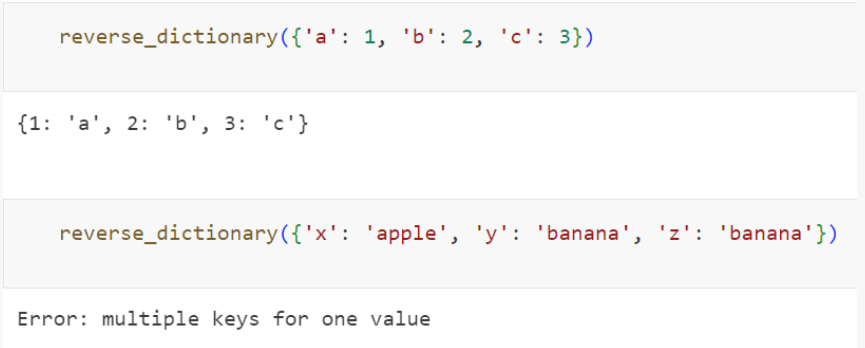 reverse_dictionary({'a': 1, 'b': 2, 'c': 3})
{1: 'a', 2: 'b', 3: 'c'}
reverse_dictionary({'x': 'apple', 'y': 'banana', 'z': 'banana'})
Error: multiple keys for one value